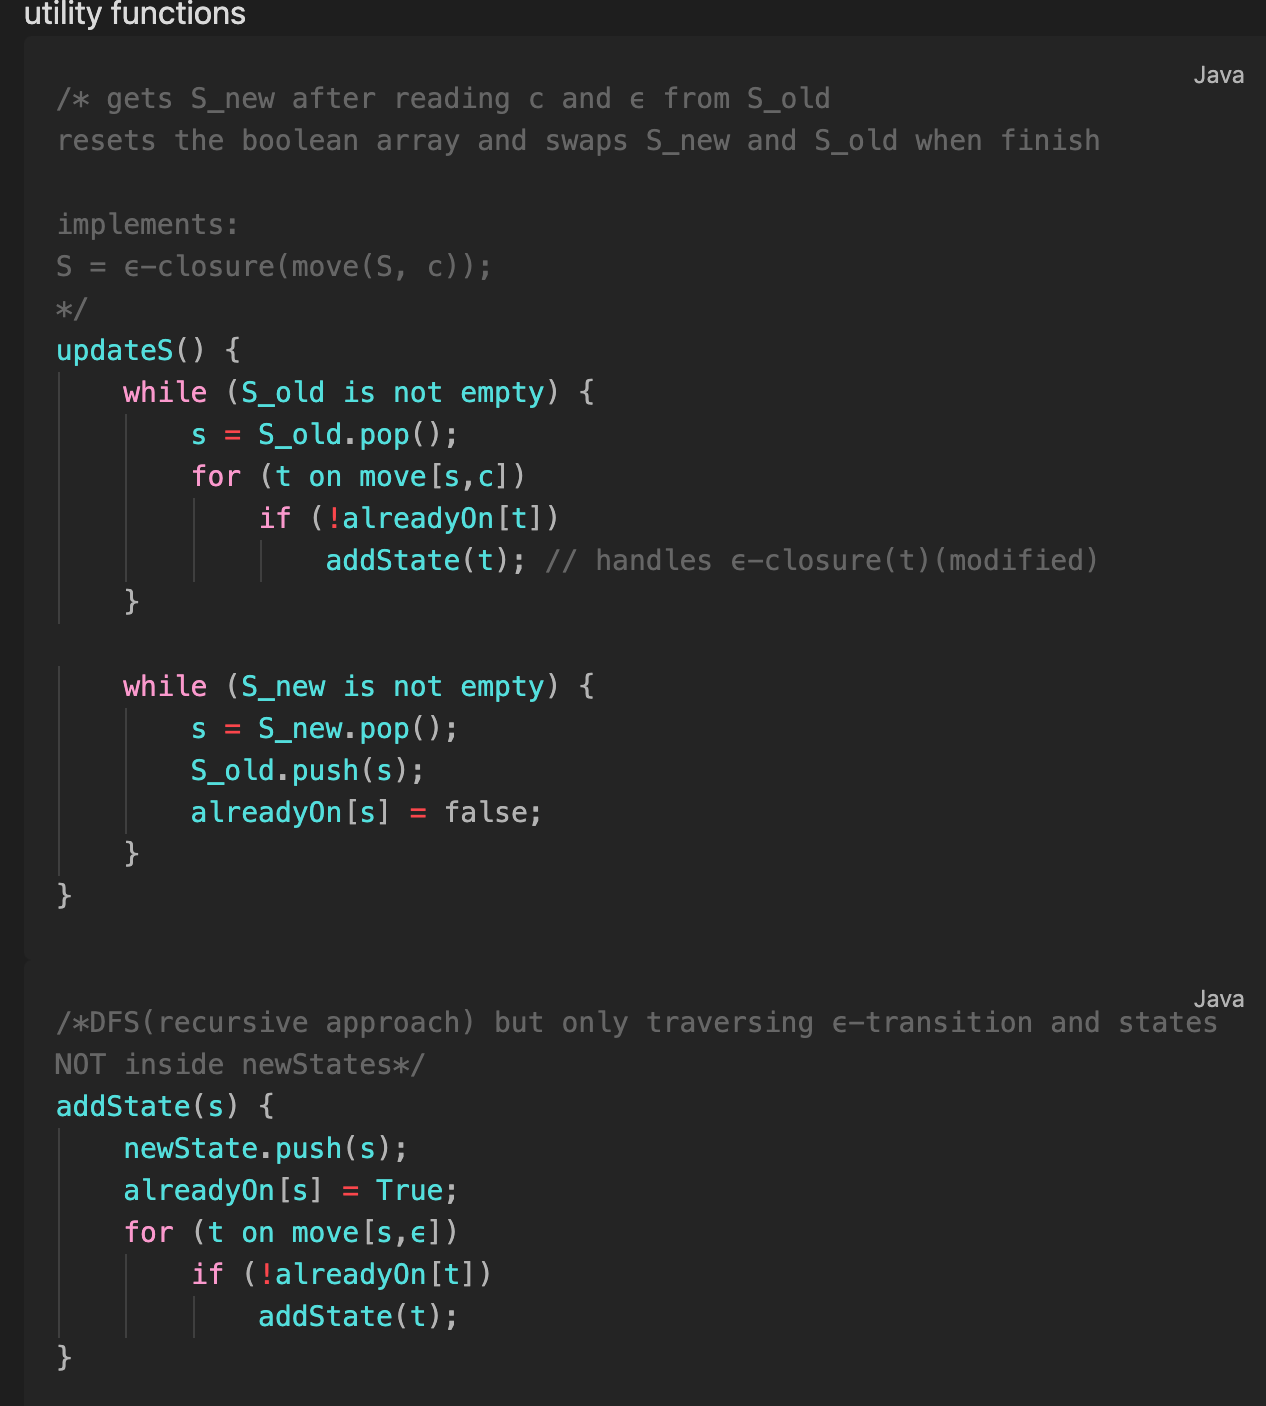 utility functions
Java
/* gets S_new after reading c and ϵ from S_old
resets the boolean array and swaps S_new and S_old when finish
implements:
S = ϵ-closure(move(S, c));
*/
updateS() {
while (S_old is not empty) {
s = S_old.pop();
for (t on move[s,c])
if (!alreadyOn[t])
addState(t); // handles ϵ-closure(t)(modified)
}
while (S_new is not empty) {
s = S_new.pop();
S_old.push(s);
alreadyOn[s] = false;
}
}
Java
/*DFS(recursive approach) but only traversing ϵ-transition and states
NOT inside newStates*/
addState(s) {
newState.push(s);
alreadyOn[s] = True;
for (t on move[s,ϵ])
if (!alreadyOn[t])
addState(t);
}